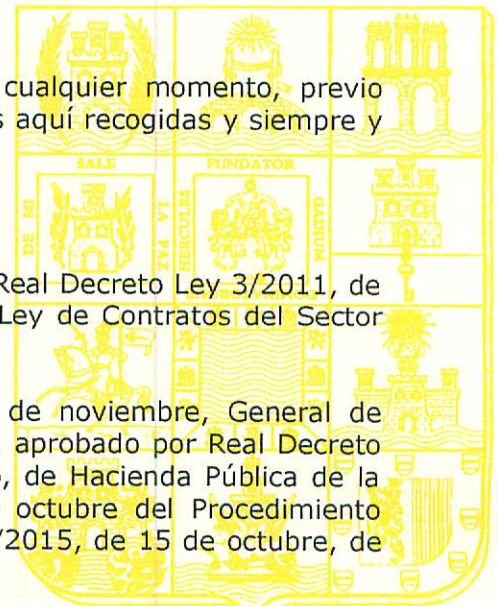 cualquier momento, previo
s aquí recogidas y siempre y
SALE
FUNDATOR
DE MI
LA PAZ
HERCULES
GADIUM
Real Decreto Ley 3/2011, de
Ley de Contratos del Sector
de noviembre, General de
aprobado por Real Decreto
o, de Hacienda Pública de la
octubre del Procedimiento
/2015, de 15 de octubre, de